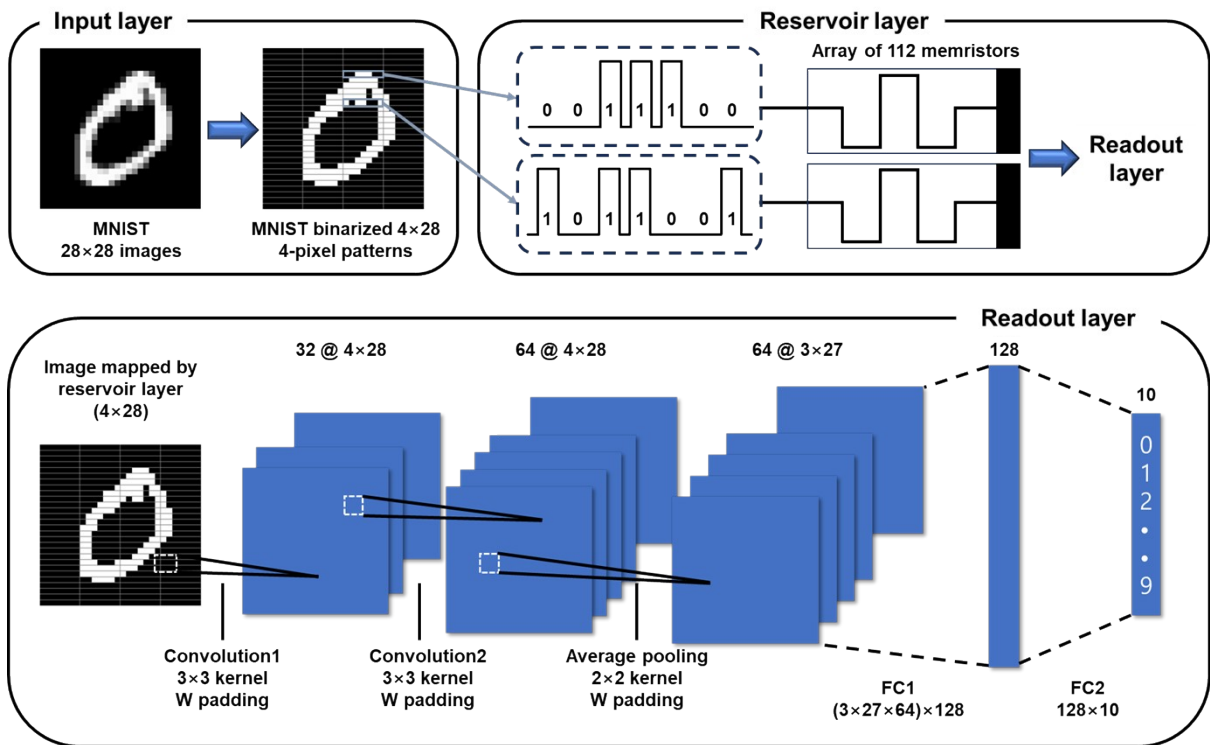 Input layer
MNIST
28×28 images
MNIST binarized 4×28
4-pixel patterns
Reservoir layer
0 0 1 1 1 0 0
1 0 1 1 0 0 1
Array of 112 memristors
Readout
layer
Readout layer
Image mapped by
reservoir layer
(4×28)
32 @ 4×28
64 @ 4×28
64 @ 3×27
128
10
0
1
2
•
•
9
Convolution1
3×3 kernel
W padding
Convolution2
3×3 kernel
W padding
Average pooling
2×2 kernel
W padding
FC1
(3×27×64)×128
FC2
128×10